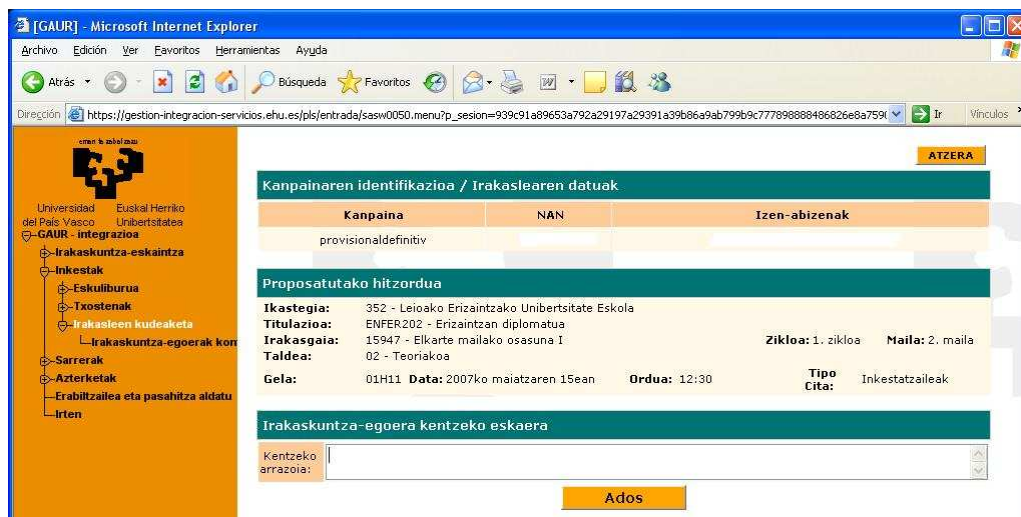 [GAUR] - Microsoft Internet Explorer
Archivo Edición Ver Favoritos Herramientas Ayuda
Atrás Búsqueda Favoritos
Dirección https://gestion-integracion-servicios.ehu.es/pls/entrada/sasw0050.menu?p_sesion=939c91a89653a792a29197a29391a39b86a9ab799b9c777898888486826e8a759 Ir Vínculos
eman ta zabal zazu
Universidad Euskal Herriko
del País Vasco Unibertsitatea
GAUR - integrazioa
Irakaskuntza-eskaintza
Inkestak
Eskuliburua
Txostenak
Irakasleen kudeaketa
Irakaskuntza-egoerak
Sarrerak
Azterketak
Erabiltzailea eta pasahitza aldatu
Irten
ATZERA
Kanpainaren identifikazioa / Irakaslearen datuak
Kanpaina NAN Izen-abizenak
provisionaldefinitiv
Proposatutako hitzordua
Ikastegia: 352 - Leioako Erizaintzako Unibertsitate Eskola
Titulazioa: ENFER202 - Erizaintzan diplomatua
Irakasgaia: 15947 - Elkarte mailako osasuna I Zikloa: 1. zikloa Maila: 2. maila
Taldea: 02 - Teoriakoa
Gela: 01H11 Data: 2007ko maiatzaren 15ean Ordua: 12:30 Tipo Cita: Inkestatzaileak
Irakaskuntza-egoera kentzeko eskaera
Kentzeko
arrazoia:
Ados